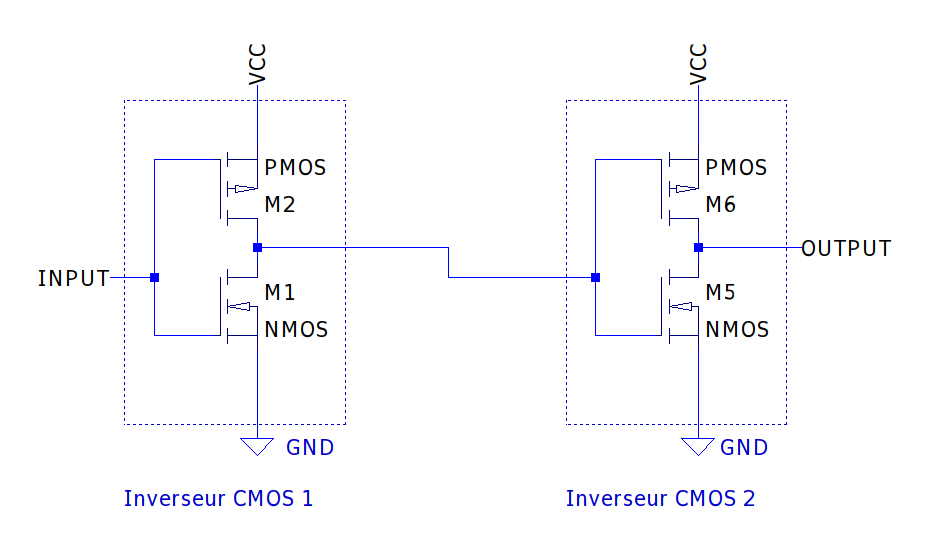 VCC
VCC
PMOS
M2
PMOS
M6
INPUT
OUTPUT
M1
NMOS
M5
NMOS
GND
GND
Inverseur CMOS 1
Inverseur CMOS 2